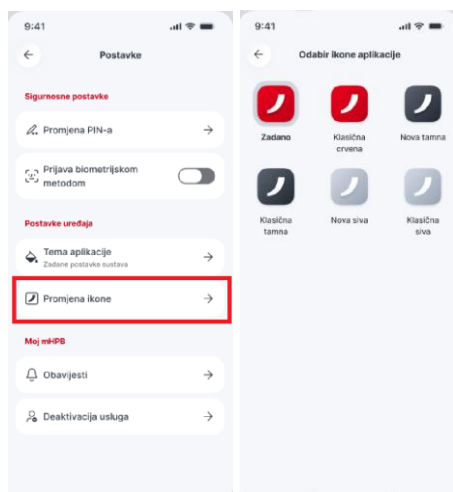 9:41
Postavke
Sigurnosne postavke
Promjena PIN-a
Prijava biometrijskom
metodom
Postavke uređaja
Tema aplikacije
Zadane postavke sustava
Promjena ikone
Moj mHPB
Obavijesti
Deaktivacija usluga
9:41
Odabir ikone aplikacije
Zadano
Klasična
crvena
Nova tamna
Klasična
tamna
Nova siva
Klasična
siva